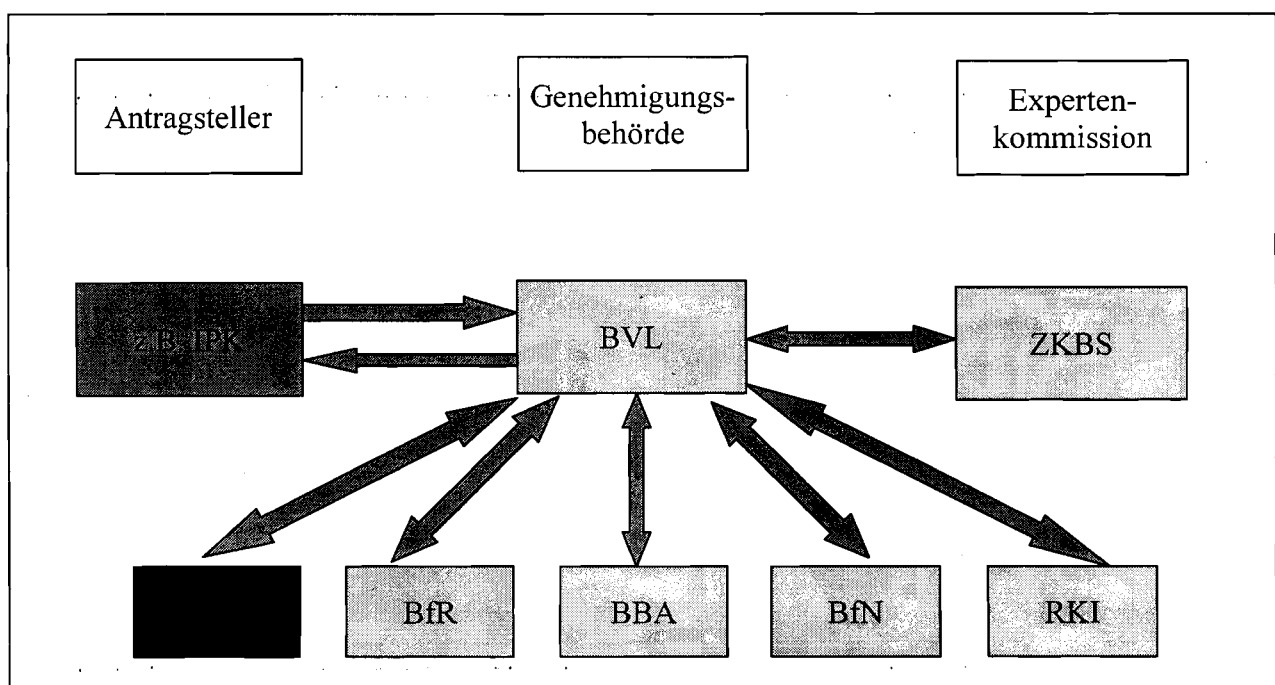 Antragsteller
Genehmigungs-
behörde
Experten-
kommission
z.B. IPK
BVL
ZKBS
BfR
BBA
BfN
RKI